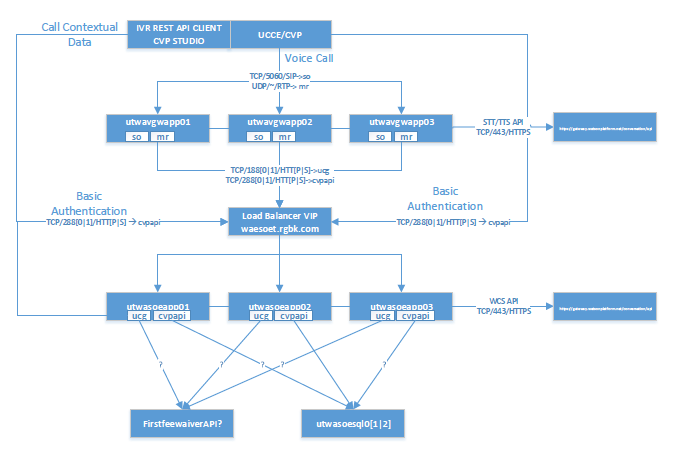 Call Contextual
Data
IVR REST API CLIENT
CVP STUDIO
UCCE/CVP
Voice Call
TCP/5060/SIP->so
UDP/~/RTP-> mr
utwavgwapp01
so mr
utwavgwapp02
so mr
utwavgwapp03
so mr
STT/TTS API
TCP/443/HTTPS
TCP/188[0|1]/HTT[P|S]->ucg
TCP/288[0|1]/HTT[P|S]->cvpapi
Basic
Authentication
TCP/288[0|1]/HTT[P|S] → cvpapi
Load Balancer VIP
waesoet.rgbk.com
Basic
Authentication
TCP/288[0|1]/HTT[P|S] → cvpapi
utwasoeapp01
ucg cvpapi
utwasoeapp02
ucg cvpapi
utwasoeapp03
ucg cvpapi
WCS API
TCP/443/HTTPS
? ? ? ? ?
FirstfeewaiverAPI?
utwasoesql0[1|2]